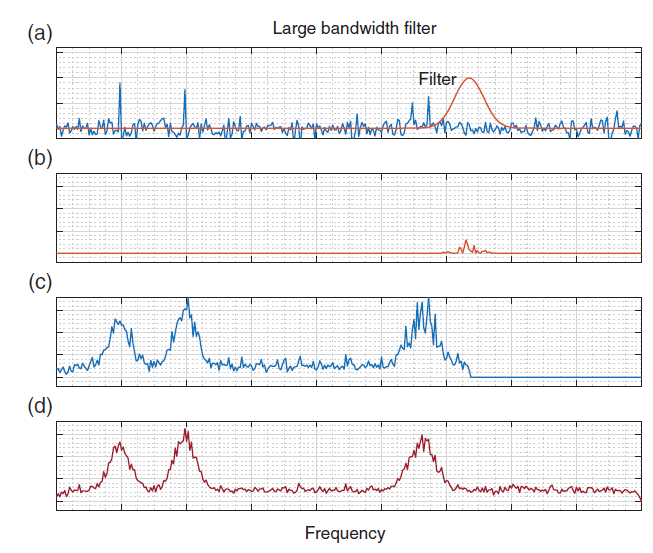 (a)
Large bandwidth filter
Filter
(b)
(c)
(d)
Frequency